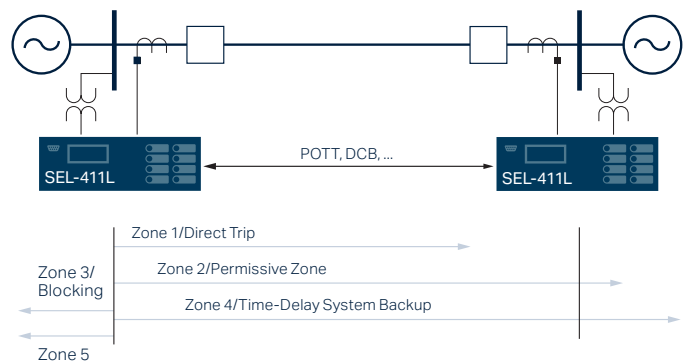 POTT, DCB, ...
SEL-411L
SEL-411L
Zone 1/Direct Trip
Zone 2/Permissive Zone
Zone 3/
Blocking
Zone 4/Time-Delay System Backup
Zone 5